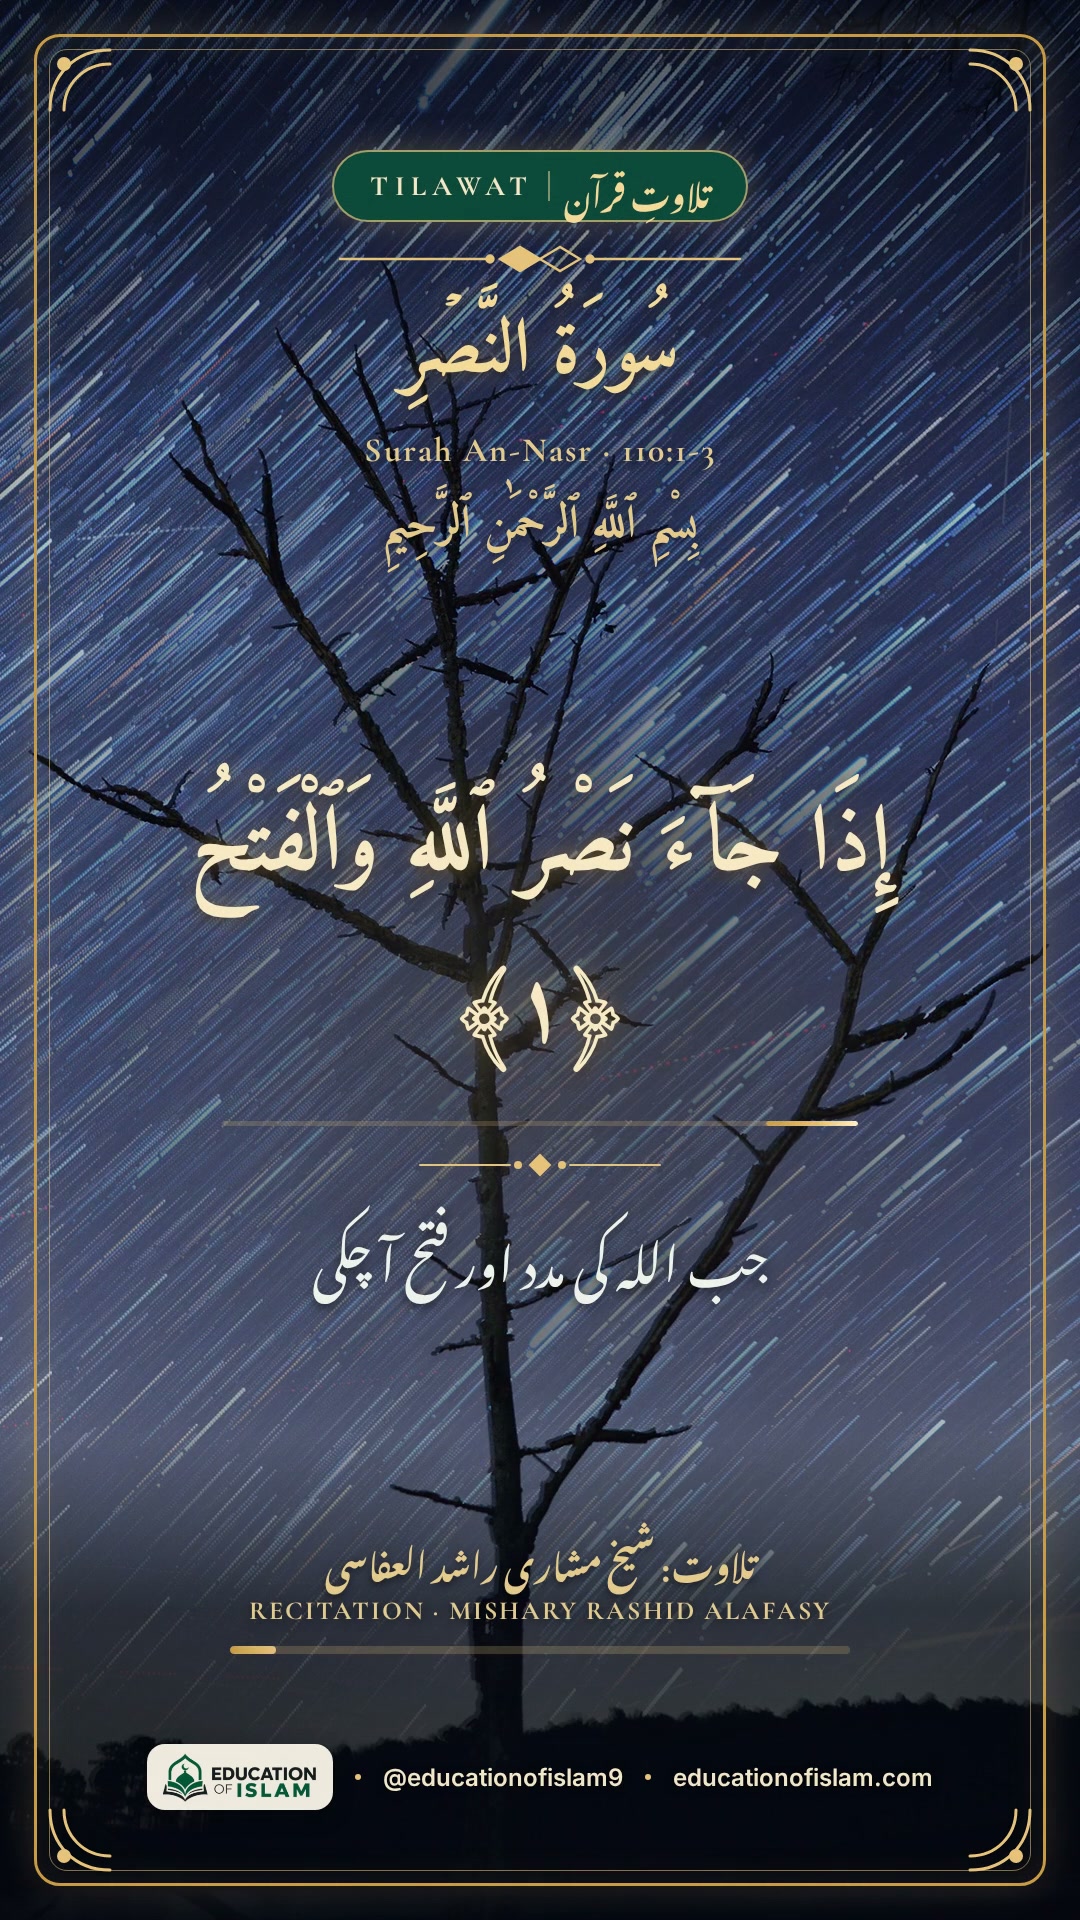 TILAWAT | تلاوتِ قرآن
سُورَةُ النَّصْرِ
Surah An-Nasr · 110:1-3
بِسْمِ ٱللَّهِ ٱلرَّحْمَٰنِ ٱلرَّحِيمِ
إِذَا جَآءَ نَصْرُ ٱللَّهِ وَٱلْفَتْحُ
﴿١﴾
جب اللہ کی مدد اور فتح آ چکی
تلاوت: شیخ مشاری راشد العفاسی
RECITATION · MISHARY RASHID ALAFASY
EDUCATION OF ISLAM • @educationofislam9 • educationofislam.com